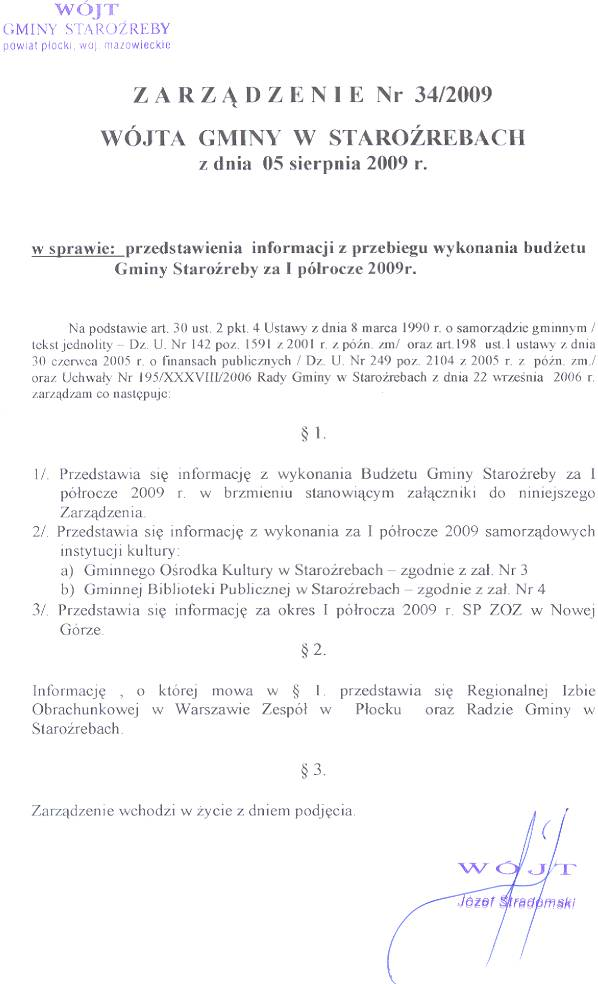 WÓJT
GMINY STAROŹREBY
powiat płocki, woj. mazowieckie
Z A R Z Ą D Z E N I E Nr 34/2009
WÓJTA GMINY W STAROŹREBACH
z dnia 05 sierpnia 2009 r.
w sprawie: przedstawienia informacji z przebiegu wykonania budżetu
Gminy Staroźreby za I półrocze 2009r.
Na podstawie art. 30 ust. 2 pkt. 4 Ustawy z dnia 8 marca 1990 r. o samorządzie gminnym /
tekst jednolity – Dz. U. Nr 142 poz. 1591 z 2001 r. z późn. zm/ oraz art.198 ust.1 ustawy z dnia
30 czerwca 2005 r. o finansach publicznych / Dz. U. Nr 249 poz. 2104 z 2005 r. z późn. zm./
oraz Uchwały Nr 195/XXXVIII/2006 Rady Gminy w Staroźrebach z dnia 22 września 2006 r.
zarządzam co następuje:
§ 1.
1/. Przedstawia się informację z wykonania Budżetu Gminy Staroźreby za I
półrocze 2009 r. w brzmieniu stanowiącym załączniki do niniejszego
Zarządzenia.
2/. Przedstawia się informację z wykonania za I półrocze 2009 samorządowych
instytucji kultury:
a) Gminnego Ośrodka Kultury w Staroźrebach – zgodnie z zał. Nr 3
b) Gminnej Biblioteki Publicznej w Staroźrebach – zgodnie z zał. Nr 4
3/. Przedstawia się informację za okres I półrocza 2009 r. SP ZOZ w Nowej
Górze.
§ 2.
Informację , o której mowa w § 1. przedstawia się Regionalnej Izbie
Obrachunkowej w Warszawie Zespół w Płocku oraz Radzie Gminy w
Staroźrebach.
§ 3.
Zarządzenie wchodzi w życie z dniem podjęcia.
WÓJT
Józef Stradomski